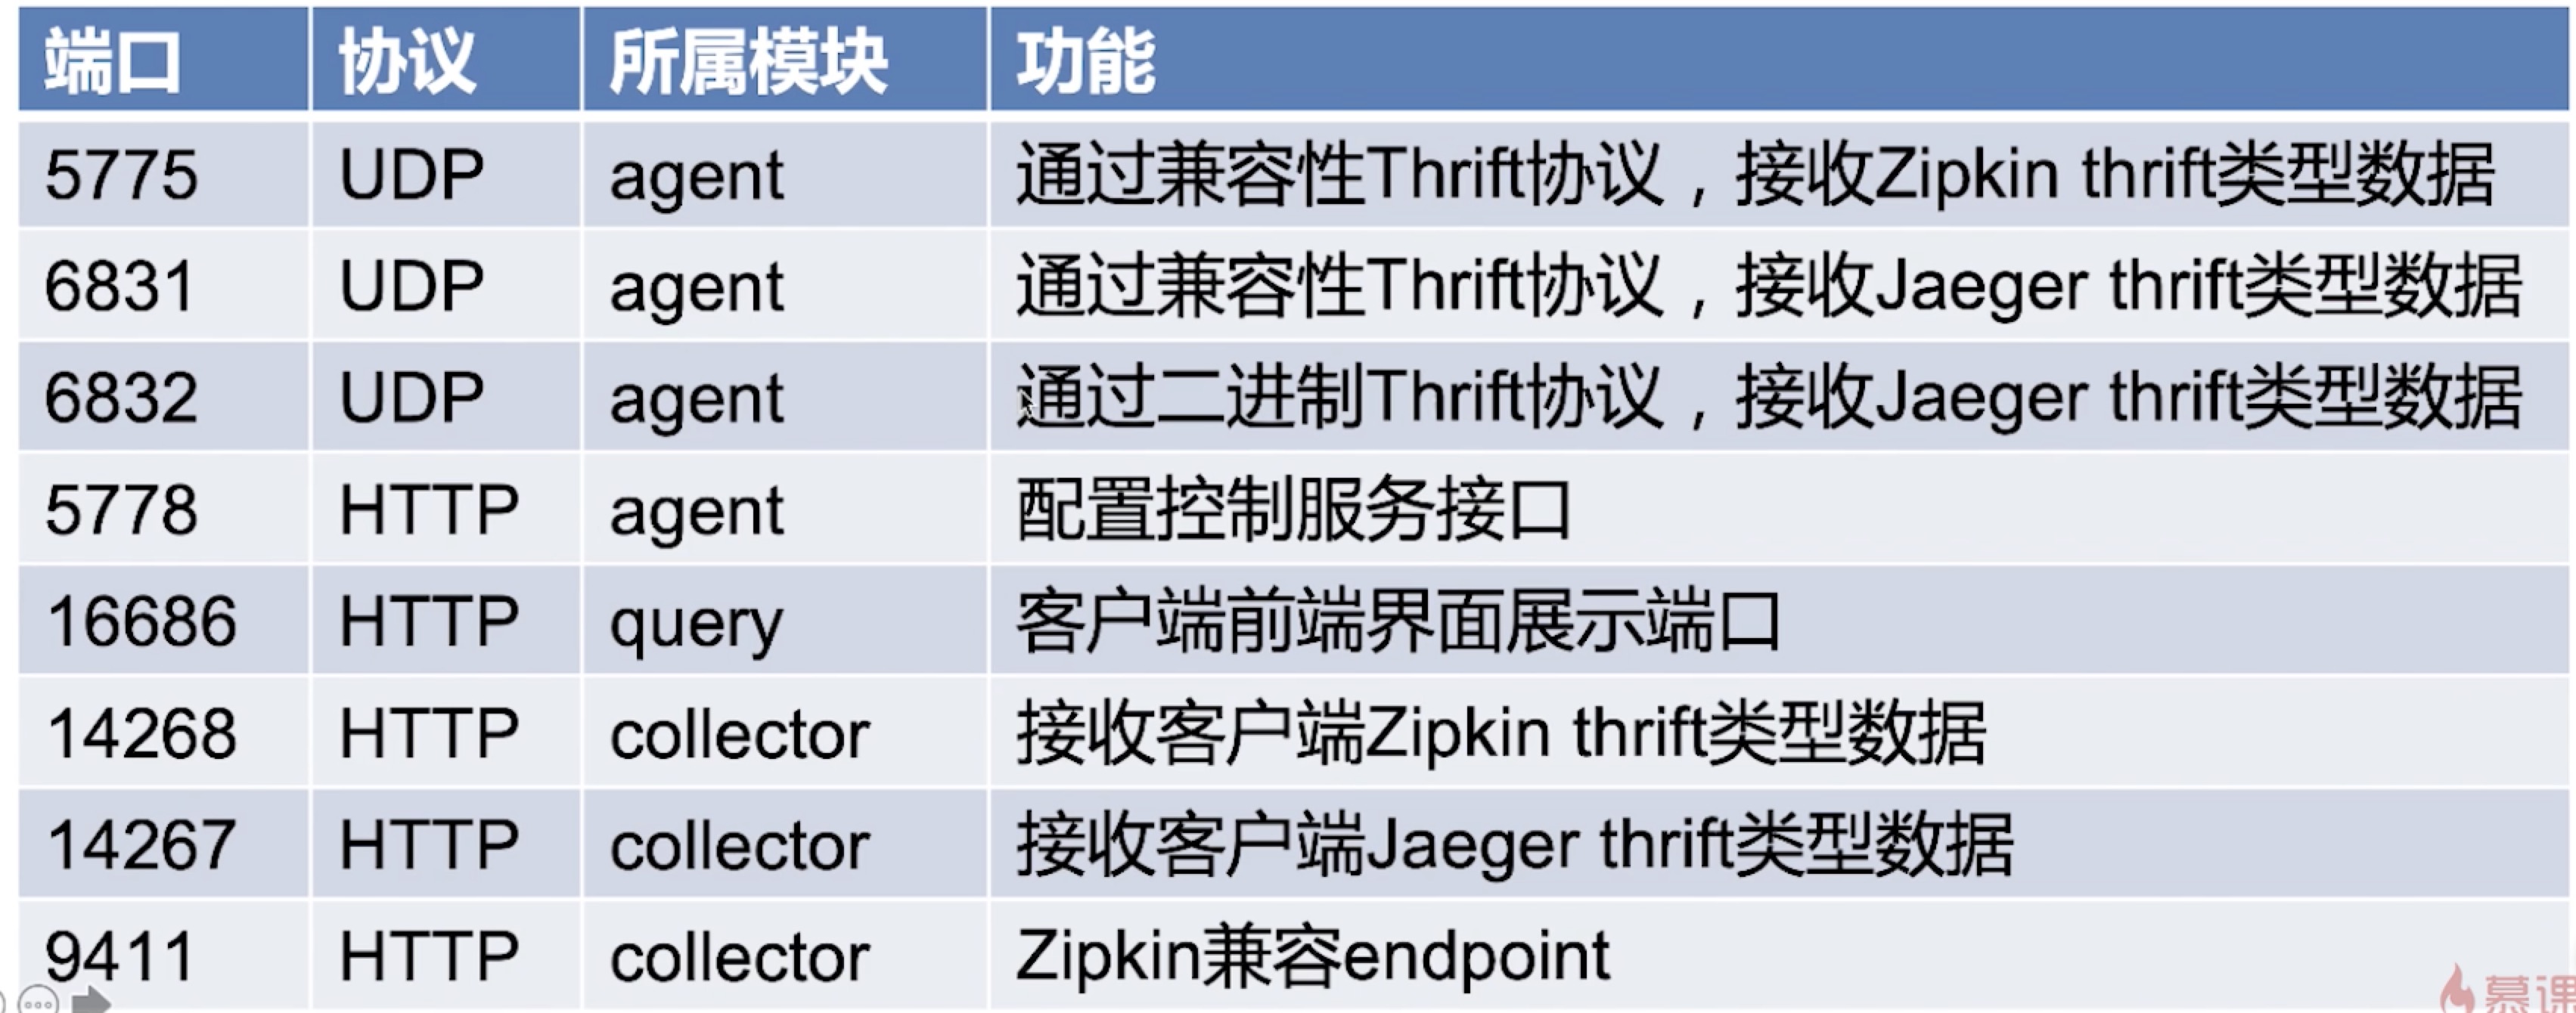 端口 协议 所属模块 功能
5775 UDP agent 通过兼容性Thrift协议，接收Zipkin thrift类型数据
6831 UDP agent 通过兼容性Thrift协议，接收Jaeger thrift类型数据
6832 UDP agent 通过二进制Thrift协议，接收Jaeger thrift类型数据
5778 HTTP agent 配置控制服务接口
16686 HTTP query 客户端前端界面展示端口
14268 HTTP collector 接收客户端Zipkin thrift类型数据
14267 HTTP collector 接收客户端Jaeger thrift类型数据
9411 HTTP collector Zipkin兼容endpoint
慕课